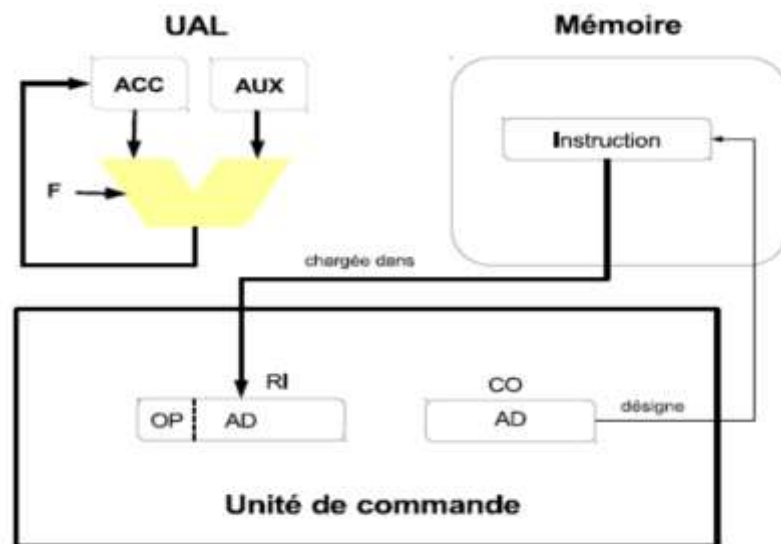 UAL
Mémoire
ACC
AUX
Instruction
F
chargée dans
RI
CO
OP
AD
AD
désigne
Unité de commande